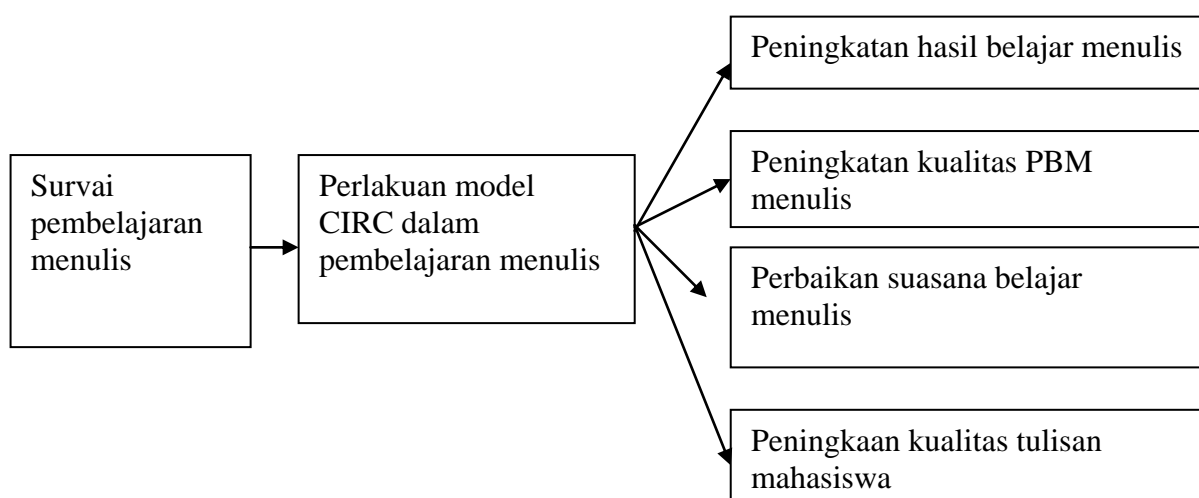 Survai
pembelajaran
menulis
Perlakuan model
CIRC dalam
pembelajaran menulis
Peningkatan hasil belajar menulis
Peningkatan kualitas PBM
menulis
Perbaikan suasana belajar
menulis
Peningkaan kualitas tulisan
mahasiswa